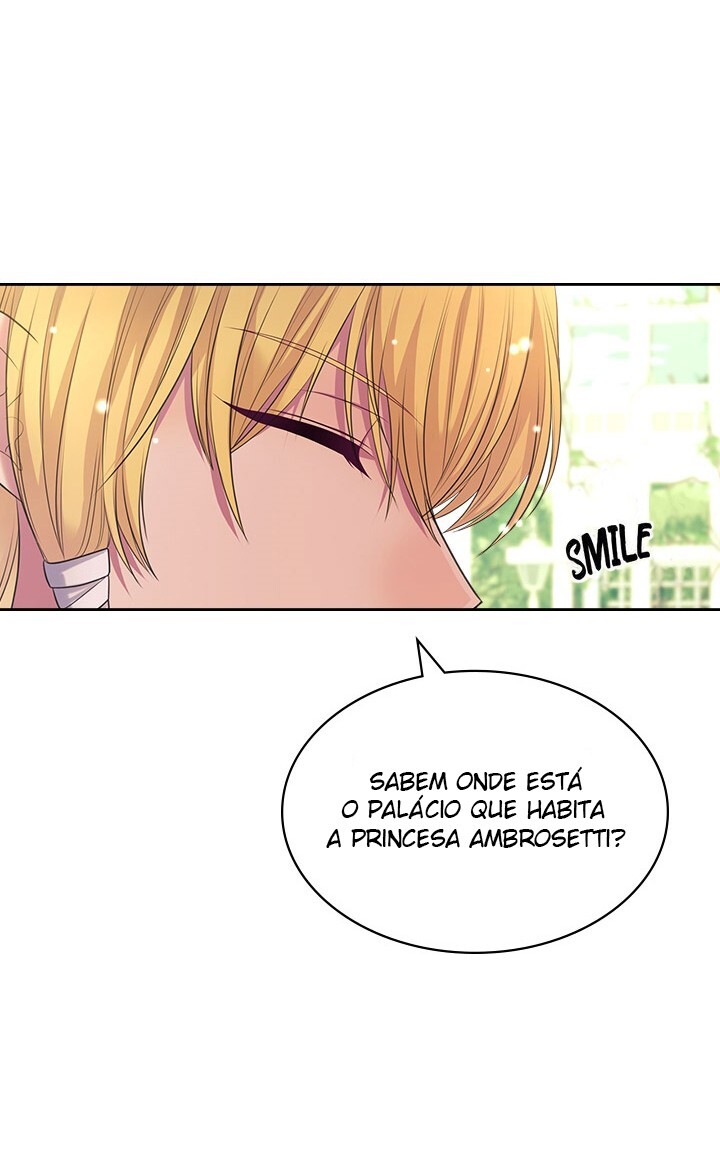 SMILE
SABEM ONDE ESTÁ
O PALÁCIO QUE HABITA
A PRINCESA AMBROSETTI?